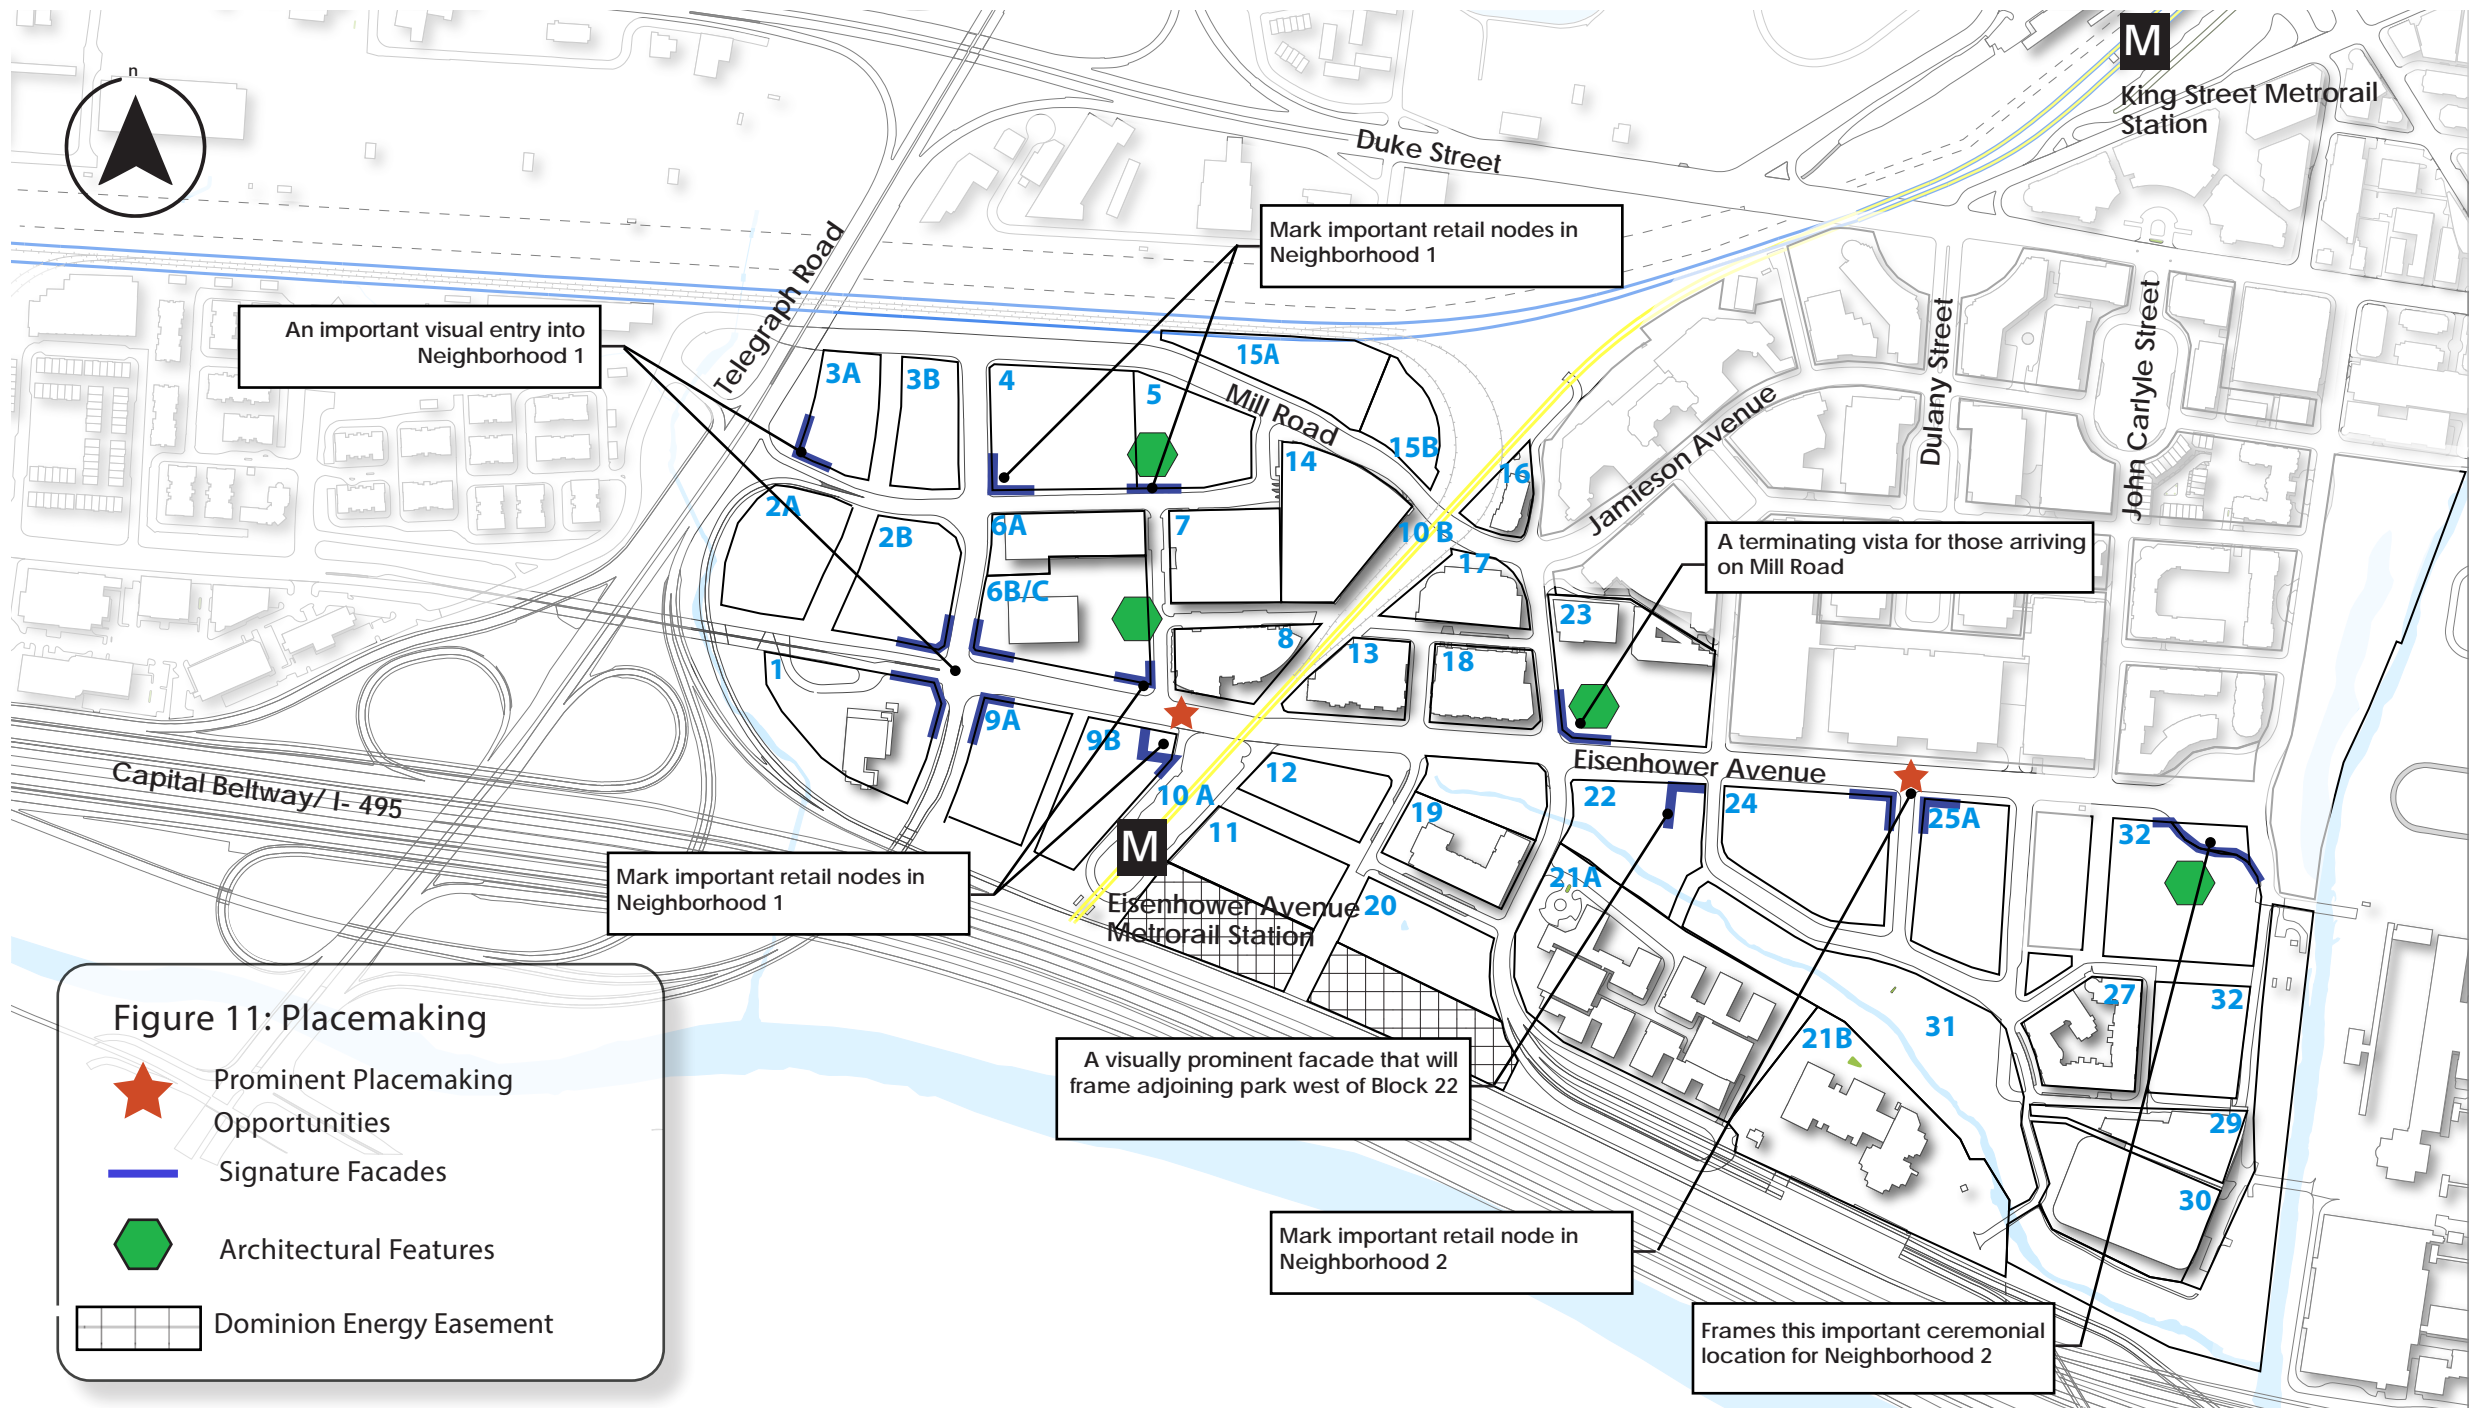 M
King Street Metrorail
Station
n
Duke Street
Telegraph Road
Mark important retail nodes in
Neighborhood 1
An important visual entry into
Neighborhood 1
Mill Road
Jamieson Avenue
Dulany Street
John Carlyle Street
3A
3B
4
5
15A
15B
14
16
2A
2B
6A
7
10 B
17
A terminating vista for those arriving
on Mill Road
6B/C
23
8
13
18
1
9A
9B
Eisenhower Avenue
12
10 A
11
19
22
24
25A
32
Capital Beltway/ I- 495
M
Eisenhower Avenue
Metrorail Station
20
21A
Mark important retail nodes in
Neighborhood 1
27
32
31
21B
29
30
A visually prominent facade that will
frame adjoining park west of Block 22
Mark important retail node in
Neighborhood 2
Frames this important ceremonial
location for Neighborhood 2
Figure 11: Placemaking
Prominent Placemaking
Opportunities
Signature Facades
Architectural Features
Dominion Energy Easement